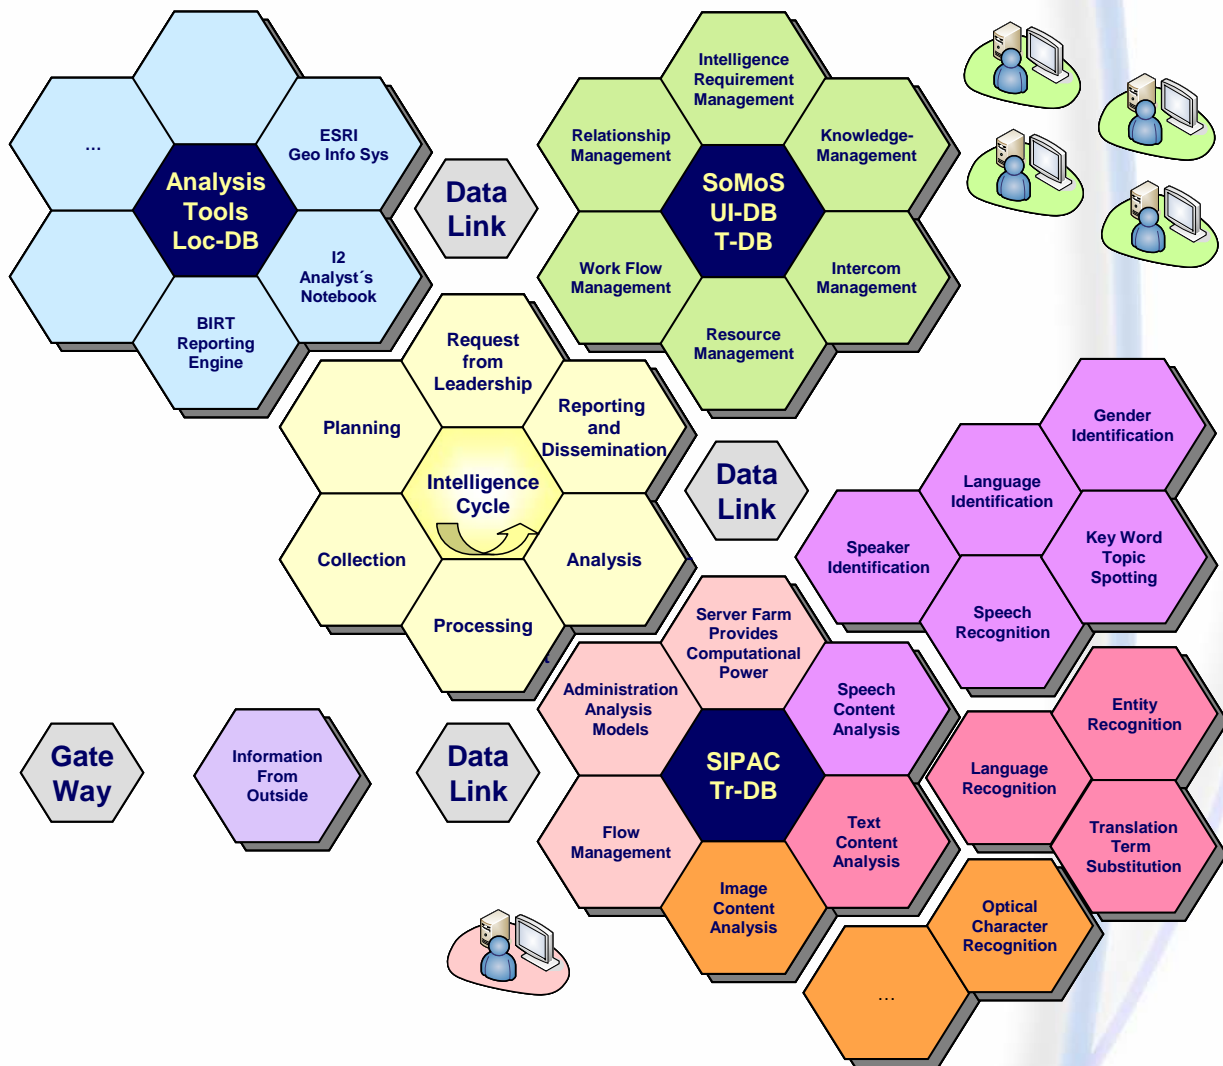 ...
ESRI
Geo Info Sys
Analysis
Tools
Loc-DB
I2
Analyst´s
Notebook
BIRT
Reporting
Engine
Data
Link
Intelligence
Requirement
Management
Relationship
Management
Knowledge-
Management
SoMoS
UI-DB
T-DB
Work Flow
Management
Intercom
Management
Resource
Management
Request
from
Leadership
Planning
Reporting
and
Dissemination
Intelligence
Cycle
Collection
Analysis
Processing
Data
Link
Gender
Identification
Language
Identification
Speaker
Identification
Key Word
Topic
Spotting
Speech
Recognition
Server Farm
Provides
Computational
Power
Administration
Analysis
Models
Speech
Content
Analysis
SIPAC
Tr-DB
Flow
Management
Text
Content
Analysis
Image
Content
Analysis
Entity
Recognition
Language
Recognition
Translation
Term
Substitution
Optical
Character
Recognition
...
Gate
Way
Information
From
Outside
Data
Link